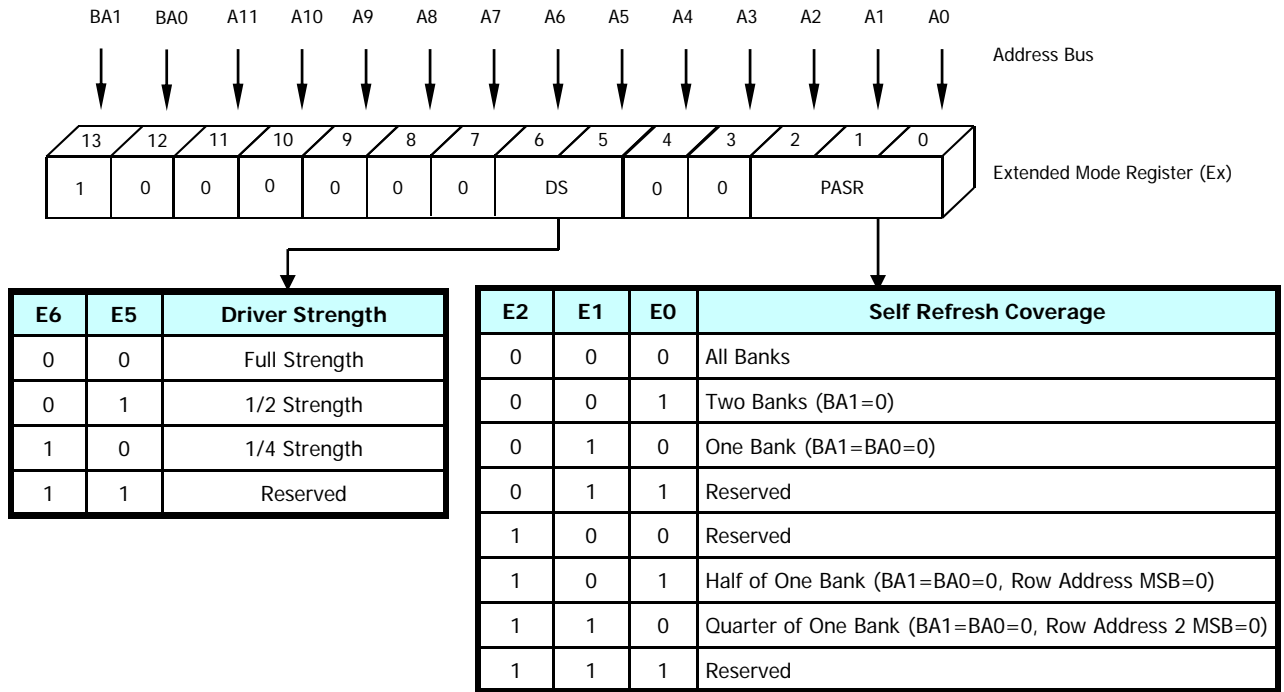 BA1 BA0 A11 A10 A9 A8 A7 A6 A5 A4 A3 A2 A1 A0
Address Bus
13 12 11 10 9 8 7 6 5 4 3 2 1 0
1 0 0 0 0 0 0 DS 0 0 PASR
Extended Mode Register (Ex)
E6 E5 Driver Strength
0 0 Full Strength
0 1 1/2 Strength
1 0 1/4 Strength
1 1 Reserved
E2 E1 E0 Self Refresh Coverage
0 0 0 All Banks
0 0 1 Two Banks (BA1=0)
0 1 0 One Bank (BA1=BA0=0)
0 1 1 Reserved
1 0 0 Reserved
1 0 1 Half of One Bank (BA1=BA0=0, Row Address MSB=0)
1 1 0 Quarter of One Bank (BA1=BA0=0, Row Address 2 MSB=0)
1 1 1 Reserved